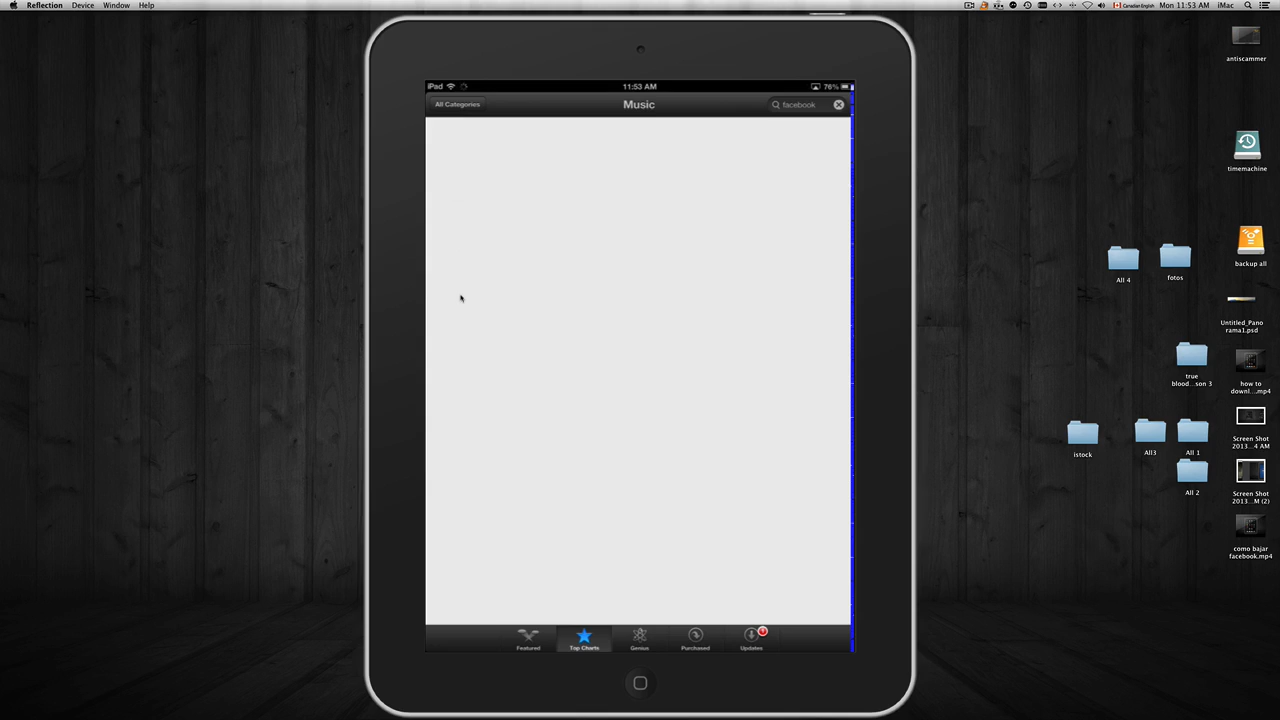 Reflection Device Window Help
Canadian English Mon 11:53 AM iMac
iPad 11:53 AM 76%
All Categories Music facebook
Featured Top Charts Genius Purchased Updates
1
antiscammer
timemachine
backup all
All 4 fotos
Untitled_Pano
rama1.psd
true
blood...son 3
how to
downl....mp4
istock All3 All 1
Screen Shot
2013...4 AM
All 2
Screen Shot
2013...M (2)
como bajar
facebook.mp4